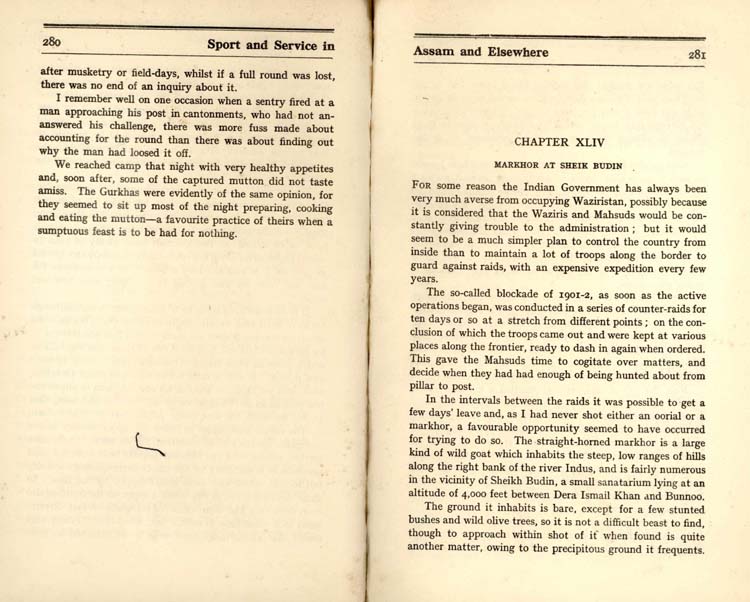 280
Sport and Service in
after musketry or field-days, whilst if a full round was lost,
there was no end of an inquiry about it.
I remember well on one occasion when a sentry fired at a
man approaching his post in cantonments, who had not an-
answered his challenge, there was more fuss made about
accounting for the round than there was about finding out
why the man had loosed it off.
We reached camp that night with very healthy appetites
and, soon after, some of the captured mutton did not taste
amiss. The Gurkhas were evidently of the same opinion, for
they seemed to sit up most of the night preparing, cooking
and eating the mutton—a favourite practice of theirs when a
sumptuous feast is to be had for nothing.
Assam and Elsewhere
281
CHAPTER XLIV
MARKHOR AT SHEIK BUDIN
FOR some reason the Indian Government has always been
very much averse from occupying Waziristan, possibly because
it is considered that the Waziris and Mahsuds would be con-
stantly giving trouble to the administration; but it would
seem to be a much simpler plan to control the country from
inside than to maintain a lot of troops along the border to
guard against raids, with an expensive expedition every few
years.
The so-called blockade of 1901-2, as soon as the active
operations began, was conducted in a series of counter-raids for
ten days or so at a stretch from different points; on the con-
clusion of which the troops came out and were kept at various
places along the frontier, ready to dash in again when ordered.
This gave the Mahsuds time to cogitate over matters, and
decide when they had had enough of being hunted about from
pillar to post.
In the intervals between the raids it was possible to get a
few days' leave and, as I had never shot either an oorial or a
markhor, a favourable opportunity seemed to have occurred
for trying to do so. The straight-horned markhor is a large
kind of wild goat which inhabits the steep, low ranges of hills
along the right bank of the river Indus, and is fairly numerous
in the vicinity of Sheikh Budin, a small sanatarium lying at an
altitude of 4,000 feet between Dera Ismail Khan and Bunnoo.
The ground it inhabits is bare, except for a few stunted
bushes and wild olive trees, so it is not a difficult beast to find,
though to approach within shot of it when found is quite
another matter, owing to the precipitous ground it frequents.